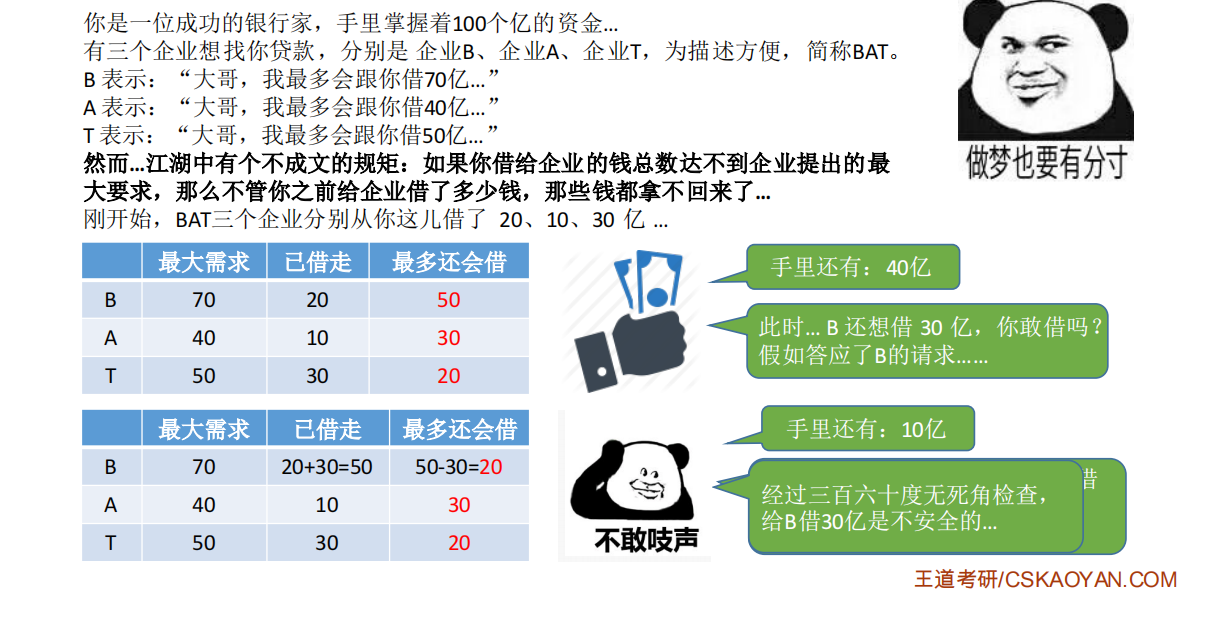 你是一位成功的银行家，手里掌握着100个亿的资金…
有三个企业想找你贷款，分别是 企业B、企业A、企业T，为描述方便，简称BAT。
B 表示：“大哥，我最多会跟你借70亿…”
A 表示：“大哥，我最多会跟你借40亿…”
T 表示：“大哥，我最多会跟你借50亿…”
然而…江湖中有个不成文的规矩：如果你借给企业的钱总数达不到企业提出的最
大要求，那么不管你之前给企业借了多少钱，那些钱都拿不回来了…
刚开始，BAT三个企业分别从你这儿借了 20、10、30 亿 …
做梦也要有分寸
最大需求 已借走 最多还会借
B 70 20 50
A 40 10 30
T 50 30 20
手里还有：40亿
此时… B 还想借 30 亿，你敢借吗？
假如答应了B的请求……
最大需求 已借走 最多还会借
B 70 20+30=50 50-30=20
A 40 10 30
T 50 30 20
不敢吱声
手里还有：10亿
借
经过三百六十度无死角检查，
给B借30亿是不安全的…
王道考研/CSKAOYAN.COM